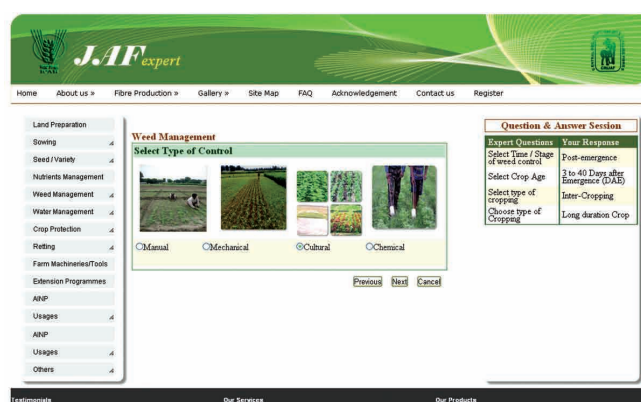 J.AF expert
Home About us » Fibre Production » Gallery » Site Map FAQ Acknowledgement Contact us Register
Land Preparation
Sowing
Seed / Variety
Nutrients Management
Weed Management
Water Management
Crop Protection
Retting
Farm Machineries/Tools
Extension Programmes
AINP
Usages
AINP
Usages
Others
Weed Management
Select Type of Control
Manual Mechanical Cultural Chemical
Previous Next Cancel
Question & Answer Session
Expert Questions Your Response
Select Time / Stage
of weed control
Post-emergence
Select Crop Age
3 to 40 Days after
Emergence (DAE)
Select type of
cropping
Inter-Cropping
Choose type of
Cropping
Long duration Crop
Testimonials Our Services Our Products